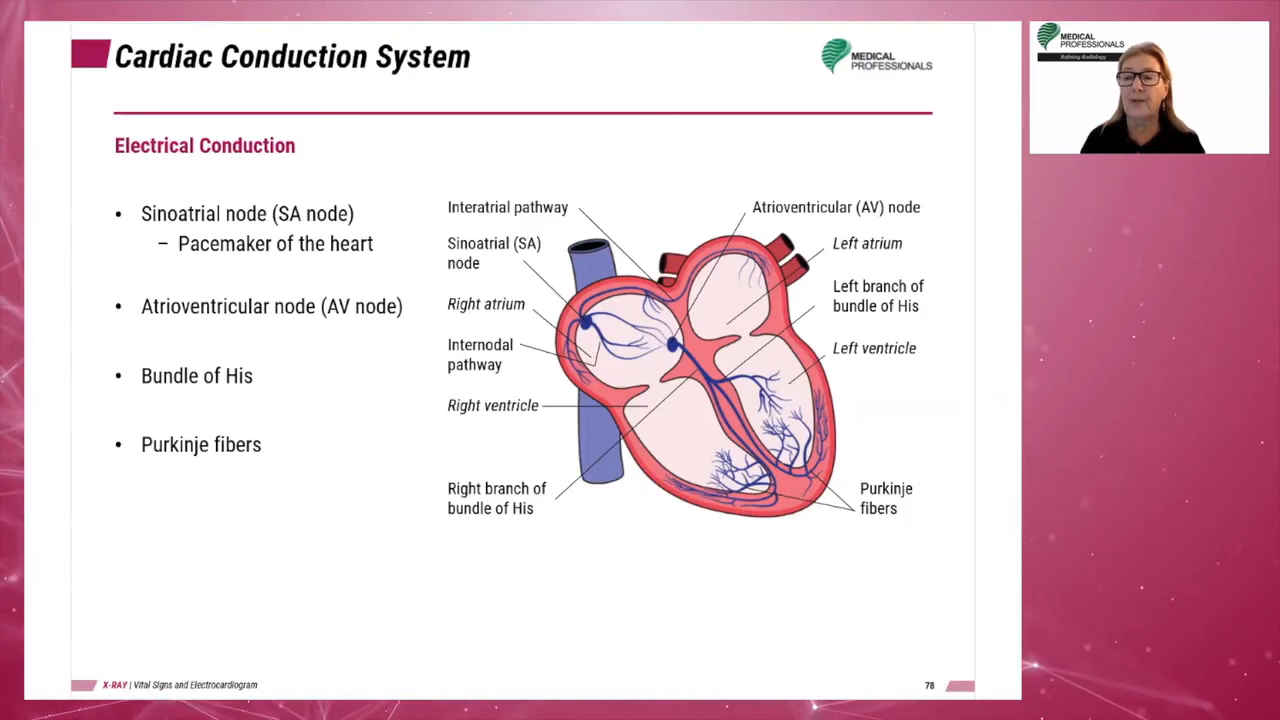 Cardiac Conduction System
MEDICAL
PROFESSIONALS
Electrical Conduction
• Sinoatrial node (SA node)
– Pacemaker of the heart
• Atrioventricular node (AV node)
• Bundle of His
• Purkinje fibers
Interatrial pathway
Sinoatrial (SA)
node
Right atrium
Internodal
pathway
Right ventricle
Right branch of
bundle of His
Atrioventricular (AV) node
Left atrium
Left branch of
bundle of His
Left ventricle
Purkinje
fibers
X-RAY | Vital Signs and Electrocardiogram
78
MEDICAL
PROFESSIONALS
Refining Radiology